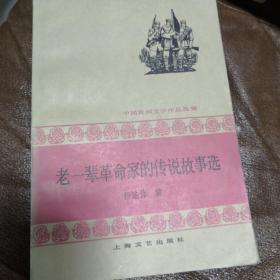 中国民间文学作品选编
老一辈革命家的传说故事选
编
上海文艺出版社